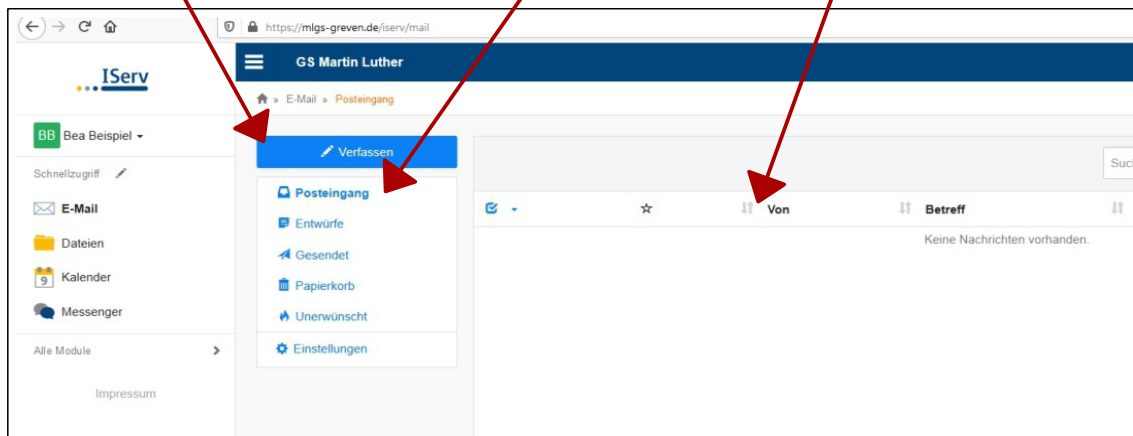 https://mlgs-greven.de/iserv/mail
IServ
GS Martin Luther
» E-Mail » Posteingang
BB Bea Beispiel
Schnellzugriff
E-Mail
Dateien
9 Kalender
Messenger
Alle Module
Impressum
Verfassen
Posteingang
Entwürfe
Gesendet
Papierkorb
Unerwünscht
Einstellungen
Von Betreff
Keine Nachrichten vorhanden.